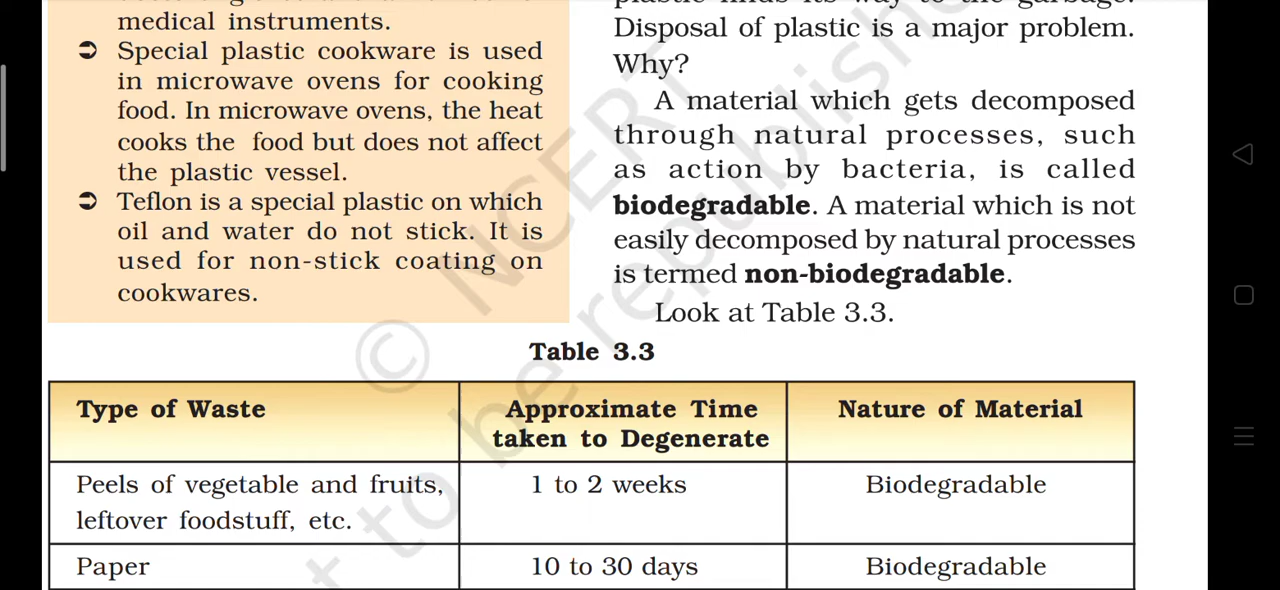 medical instruments.
➲ Special plastic cookware is used
in microwave ovens for cooking
food. In microwave ovens, the heat
cooks the food but does not affect
the plastic vessel.
➲ Teflon is a special plastic on which
oil and water do not stick. It is
used for non-stick coating on
cookwares.
Disposal of plastic is a major problem.
Why?
A material which gets decomposed
through natural processes, such
as action by bacteria, is called
biodegradable. A material which is not
easily decomposed by natural processes
is termed non-biodegradable.
Look at Table 3.3.
Table 3.3
Type of Waste
Approximate Time
taken to Degenerate
Nature of Material
Peels of vegetable and fruits,
leftover foodstuff, etc.
1 to 2 weeks
Biodegradable
Paper
10 to 30 days
Biodegradable
© NCERT
to be republished